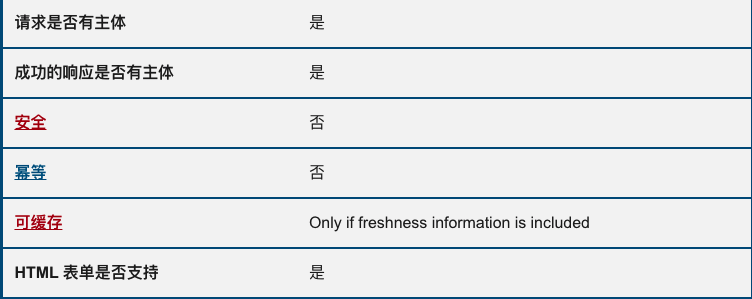 请求是否有主体 是
成功的响应是否有主体 是
安全 否
幂等 否
可缓存 Only if freshness information is included
HTML 表单是否支持 是